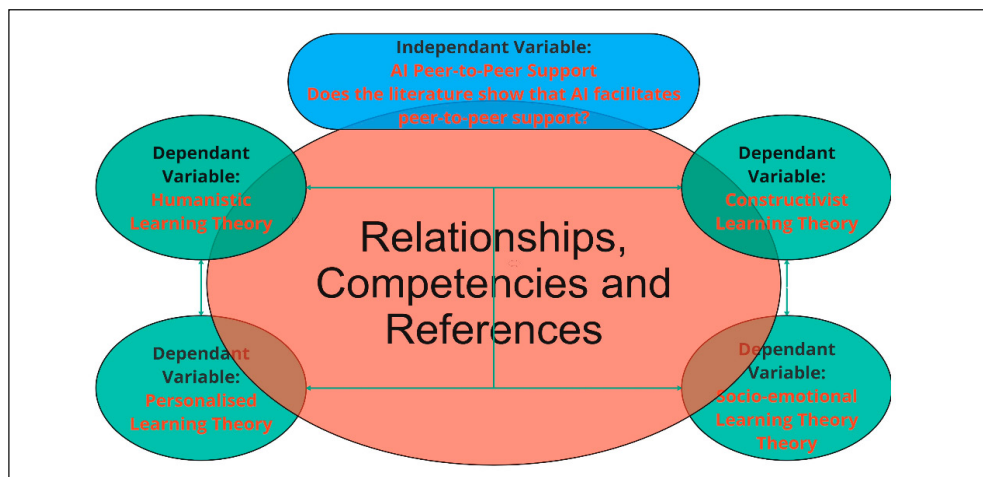 Independant Variable:
AI Peer-to-Peer Support
Does the literature show that AI facilitates
peer-to-peer support?
Dependant
Variable:
Humanistic
Learning Theory
Dependant
Variable:
Constructivist
Learning Theory
Relationships,
Competencies and
References
Dependant
Variable:
Personalised
Learning Theory
Dependant
Variable:
Socio-emotional
Learning Theory
Theory